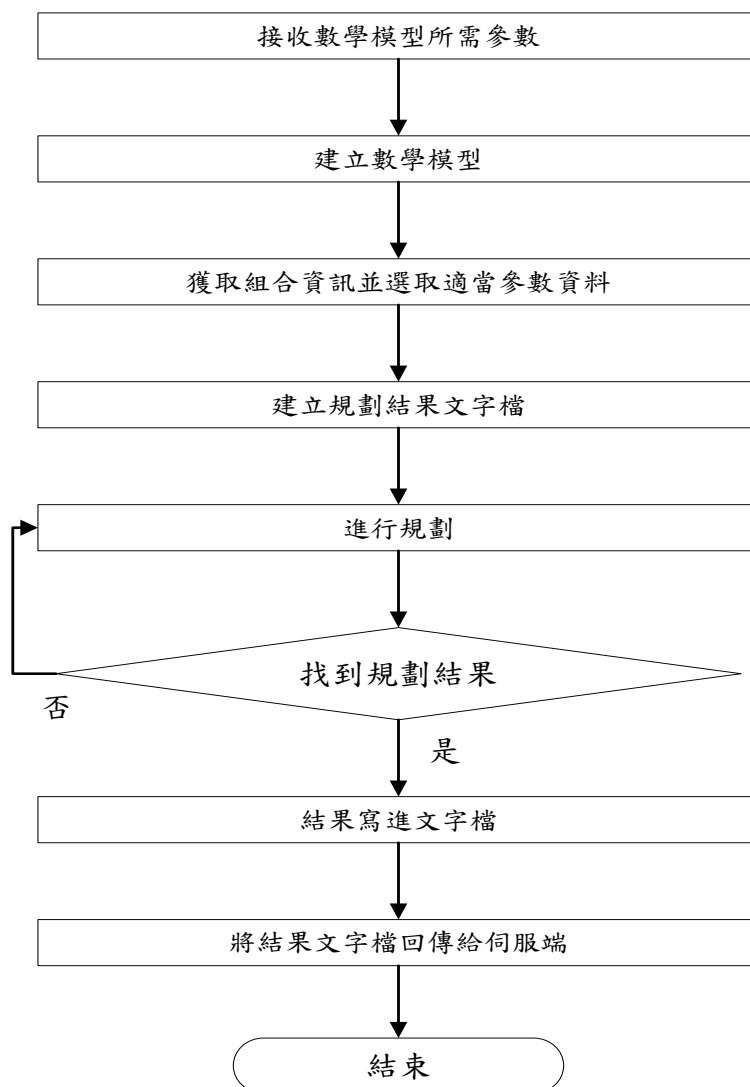 接收數學模型所需參數
建立數學模型
獲取組合資訊並選取適當參數資料
建立規劃結果文字檔
進行規劃
找到規劃結果
否
是
結果寫進文字檔
將結果文字檔回傳給伺服端
結束